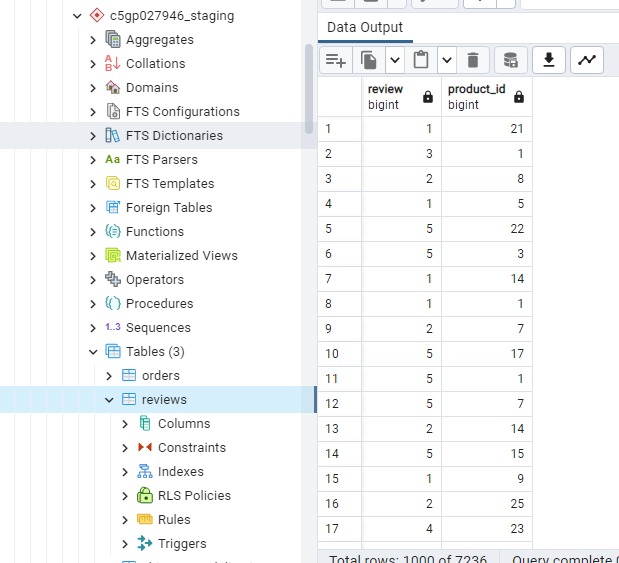 c5gp027946_staging
Aggregates
Collations
Domains
FTS Configurations
FTS Dictionaries
Aa FTS Parsers
FTS Templates
Foreign Tables
Functions
Materialized Views
Operators
Procedures
1..3 Sequences
Tables (3)
orders
reviews
Columns
Constraints
Indexes
RLS Policies
Rules
Triggers
Data Output
review product_id
bigint bigint
1 1 21
2 3 1
3 2 8
4 1 5
5 5 22
6 5 3
7 1 14
8 1 1
9 2 7
10 5 17
11 5 1
12 5 7
13 2 14
14 5 15
15 1 9
16 2 25
17 4 23
Total rows: 1000 of 7236 Query complete